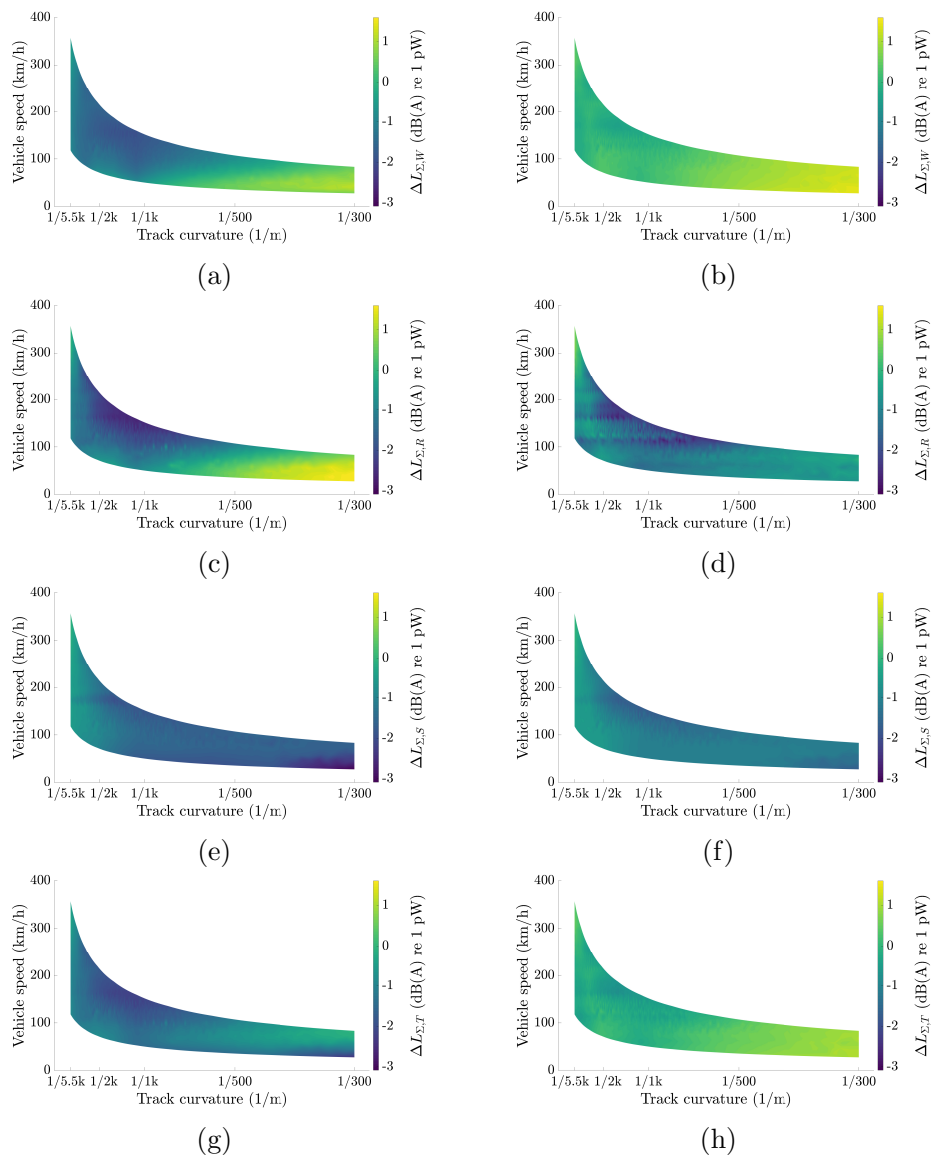 400
300
200
100
0
Vehicle speed (km/h)
1/5.5k 1/2k 1/1k 1/500 1/300
Track curvature (1/m)
1
0
-1
-2
-3
ΔL_{Σ,W} (dB(A) re 1 pW)
(a)
400
300
200
100
0
Vehicle speed (km/h)
1/5.5k 1/2k 1/1k 1/500 1/300
Track curvature (1/m)
1
0
-1
-2
-3
ΔL_{Σ,W} (dB(A) re 1 pW)
(b)
400
300
200
100
0
Vehicle speed (km/h)
1/5.5k 1/2k 1/1k 1/500 1/300
Track curvature (1/m)
1
0
-1
-2
-3
ΔL_{Σ,R} (dB(A) re 1 pW)
(c)
400
300
200
100
0
Vehicle speed (km/h)
1/5.5k 1/2k 1/1k 1/500 1/300
Track curvature (1/m)
1
0
-1
-2
-3
ΔL_{Σ,R} (dB(A) re 1 pW)
(d)
400
300
200
100
0
Vehicle speed (km/h)
1/5.5k 1/2k 1/1k 1/500 1/300
Track curvature (1/m)
1
0
-1
-2
-3
ΔL_{Σ,S} (dB(A) re 1 pW)
(e)
400
300
200
100
0
Vehicle speed (km/h)
1/5.5k 1/2k 1/1k 1/500 1/300
Track curvature (1/m)
1
0
-1
-2
-3
ΔL_{Σ,S} (dB(A) re 1 pW)
(f)
400
300
200
100
0
Vehicle speed (km/h)
1/5.5k 1/2k 1/1k 1/500 1/300
Track curvature (1/m)
1
0
-1
-2
-3
ΔL_{Σ,T} (dB(A) re 1 pW)
(g)
400
300
200
100
0
Vehicle speed (km/h)
1/5.5k 1/2k 1/1k 1/500 1/300
Track curvature (1/m)
1
0
-1
-2
-3
ΔL_{Σ,T} (dB(A) re 1 pW)
(h)